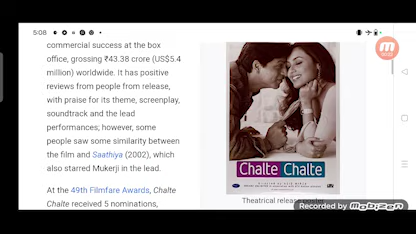 5:08
commercial success at the box
office, grossing ₹43.38 crore (US$5.4
million) worldwide. It has positive
reviews from people from release,
with praise for its theme, screenplay,
soundtrack and the lead
performances; however, some
people saw some similarity between
the film and Saathiya (2002), which
also starred Mukerji in the lead.
At the 49th Filmfare Awards, Chalte
Chalte received 5 nominations,
Chalte Chalte
Theatrical release poster
Recorded by mobizen